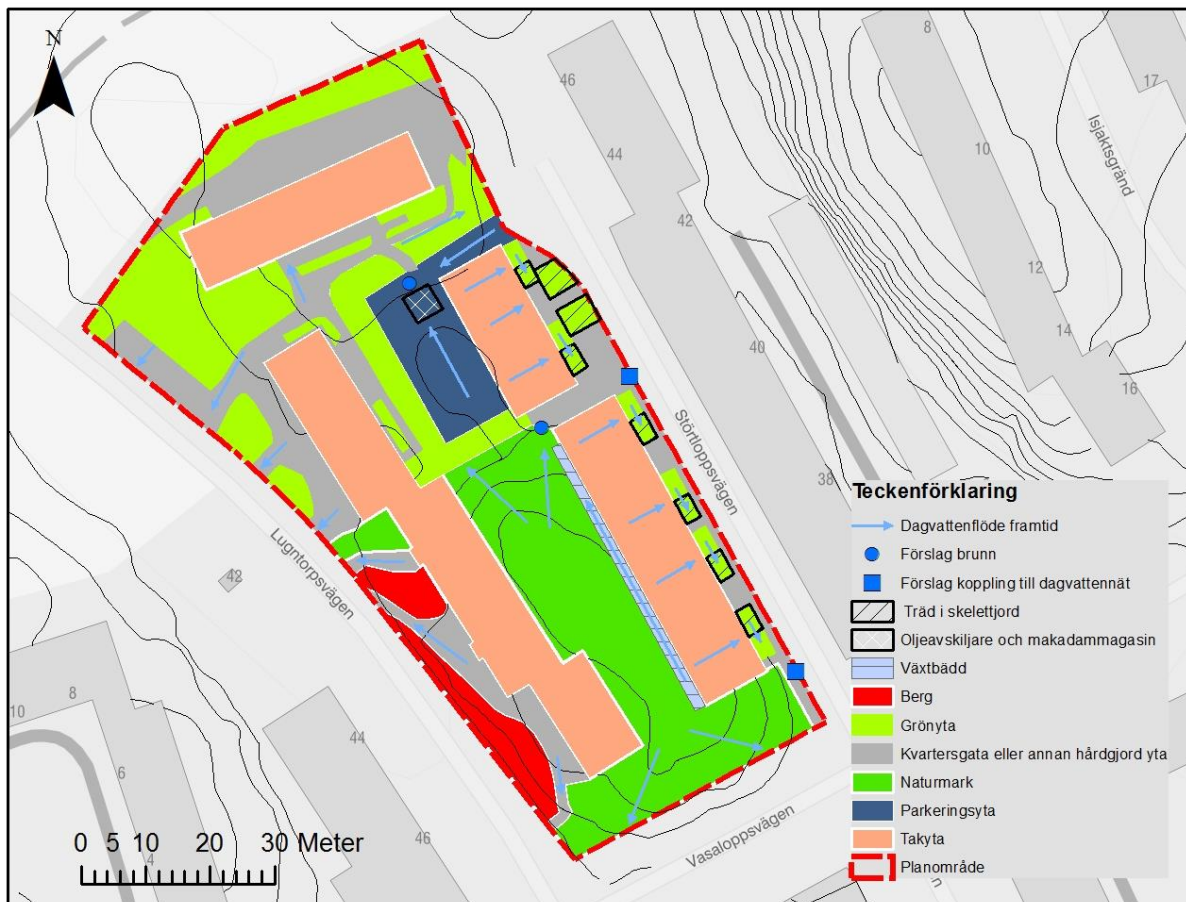 N
46
44
42
40
38
8
10
12
14
16
17
Isjaktsgränd
Störtloppsvägen
Lugntorpsvägen
Vasaloppsvägen
42
44
46
8
10
6
4
0 5 10 20 30 Meter
Teckenförklaring
Dagvattenflöde framtid
Förslag brunn
Förslag koppling till dagvattennät
Träd i skelettjord
Oljeavskiljare och makadammagasin
Växtbädd
Berg
Grönyta
Kvartersgata eller annan hårdgjord yta
Naturmark
Parkeringsyta
Takyta
Planområde